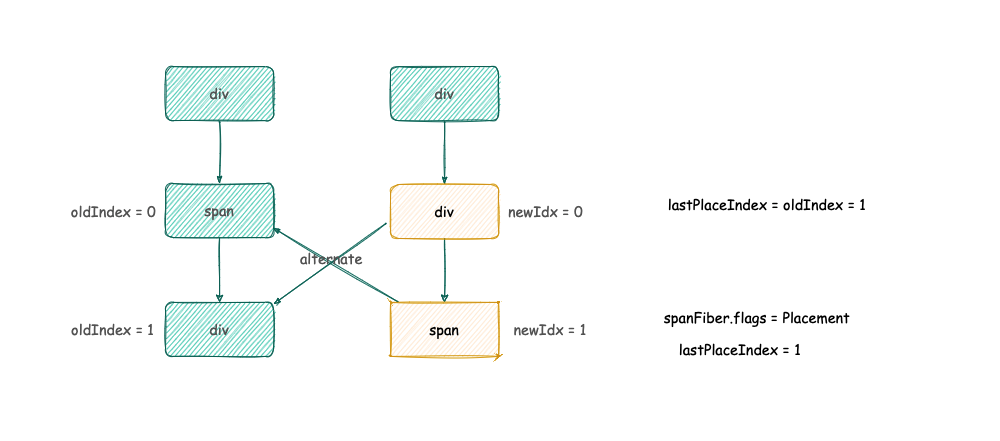 div
div
oldIndex = 0
span
div
newIdx = 0
lastPlaceIndex = oldIndex = 1
alternate
oldIndex = 1
div
span
newIdx = 1
spanFiber.flags = Placement
lastPlaceIndex = 1